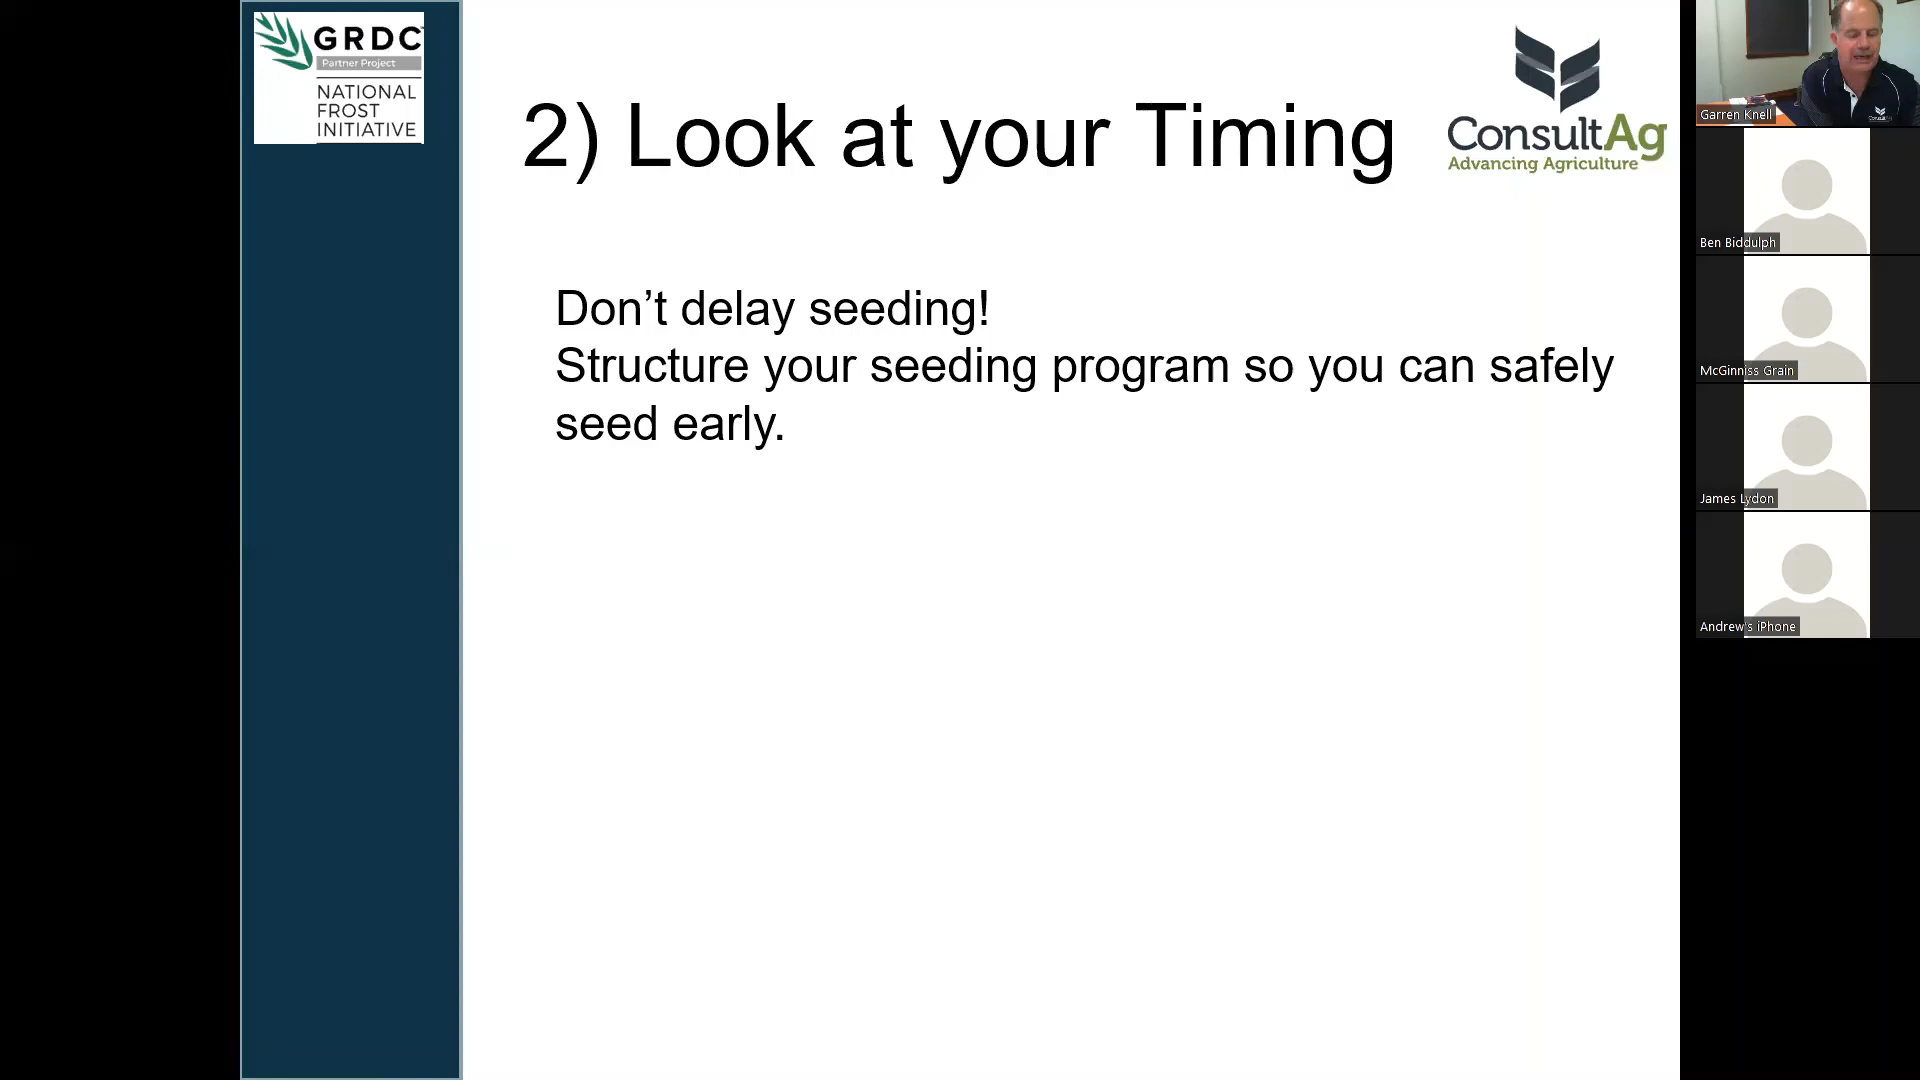 GRDC
Partner Project
NATIONAL
FROST
INITIATIVE
2) Look at your Timing
ConsultAg
Advancing Agriculture
Don’t delay seeding!
Structure your seeding program so you can safely
seed early.
Garren Knell
Ben Biddulph
McGinniss Grain
James Lydon
Andrew's iPhone